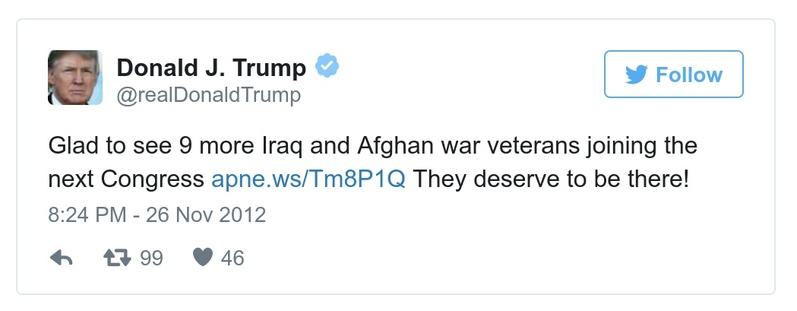 Donald J. Trump
@realDonaldTrump
Follow
Glad to see 9 more Iraq and Afghan war veterans joining the
next Congress apne.ws/Tm8P1Q They deserve to be there!
8:24 PM - 26 Nov 2012
99 46